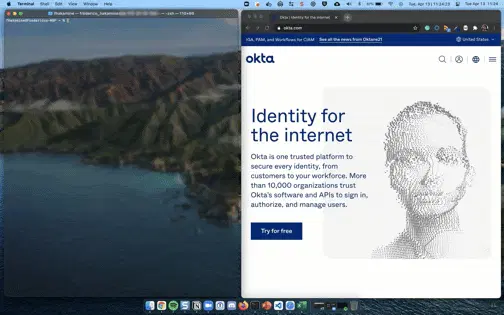 Terminal Shell Edit View Window Help
Tue Apr 13 11:24
Okta | Identity for the internet
okta.com
IGA, PAM, and Workflows for CIAM See all the news from Oktane21 United States
okta
Identity for
the internet
Okta is one trusted platform to
secure every identity, from
customers to your workforce. More
than 10,000 organizations trust
Okta's software and APIs to sign in,
authorize, and manage users.
Try for free